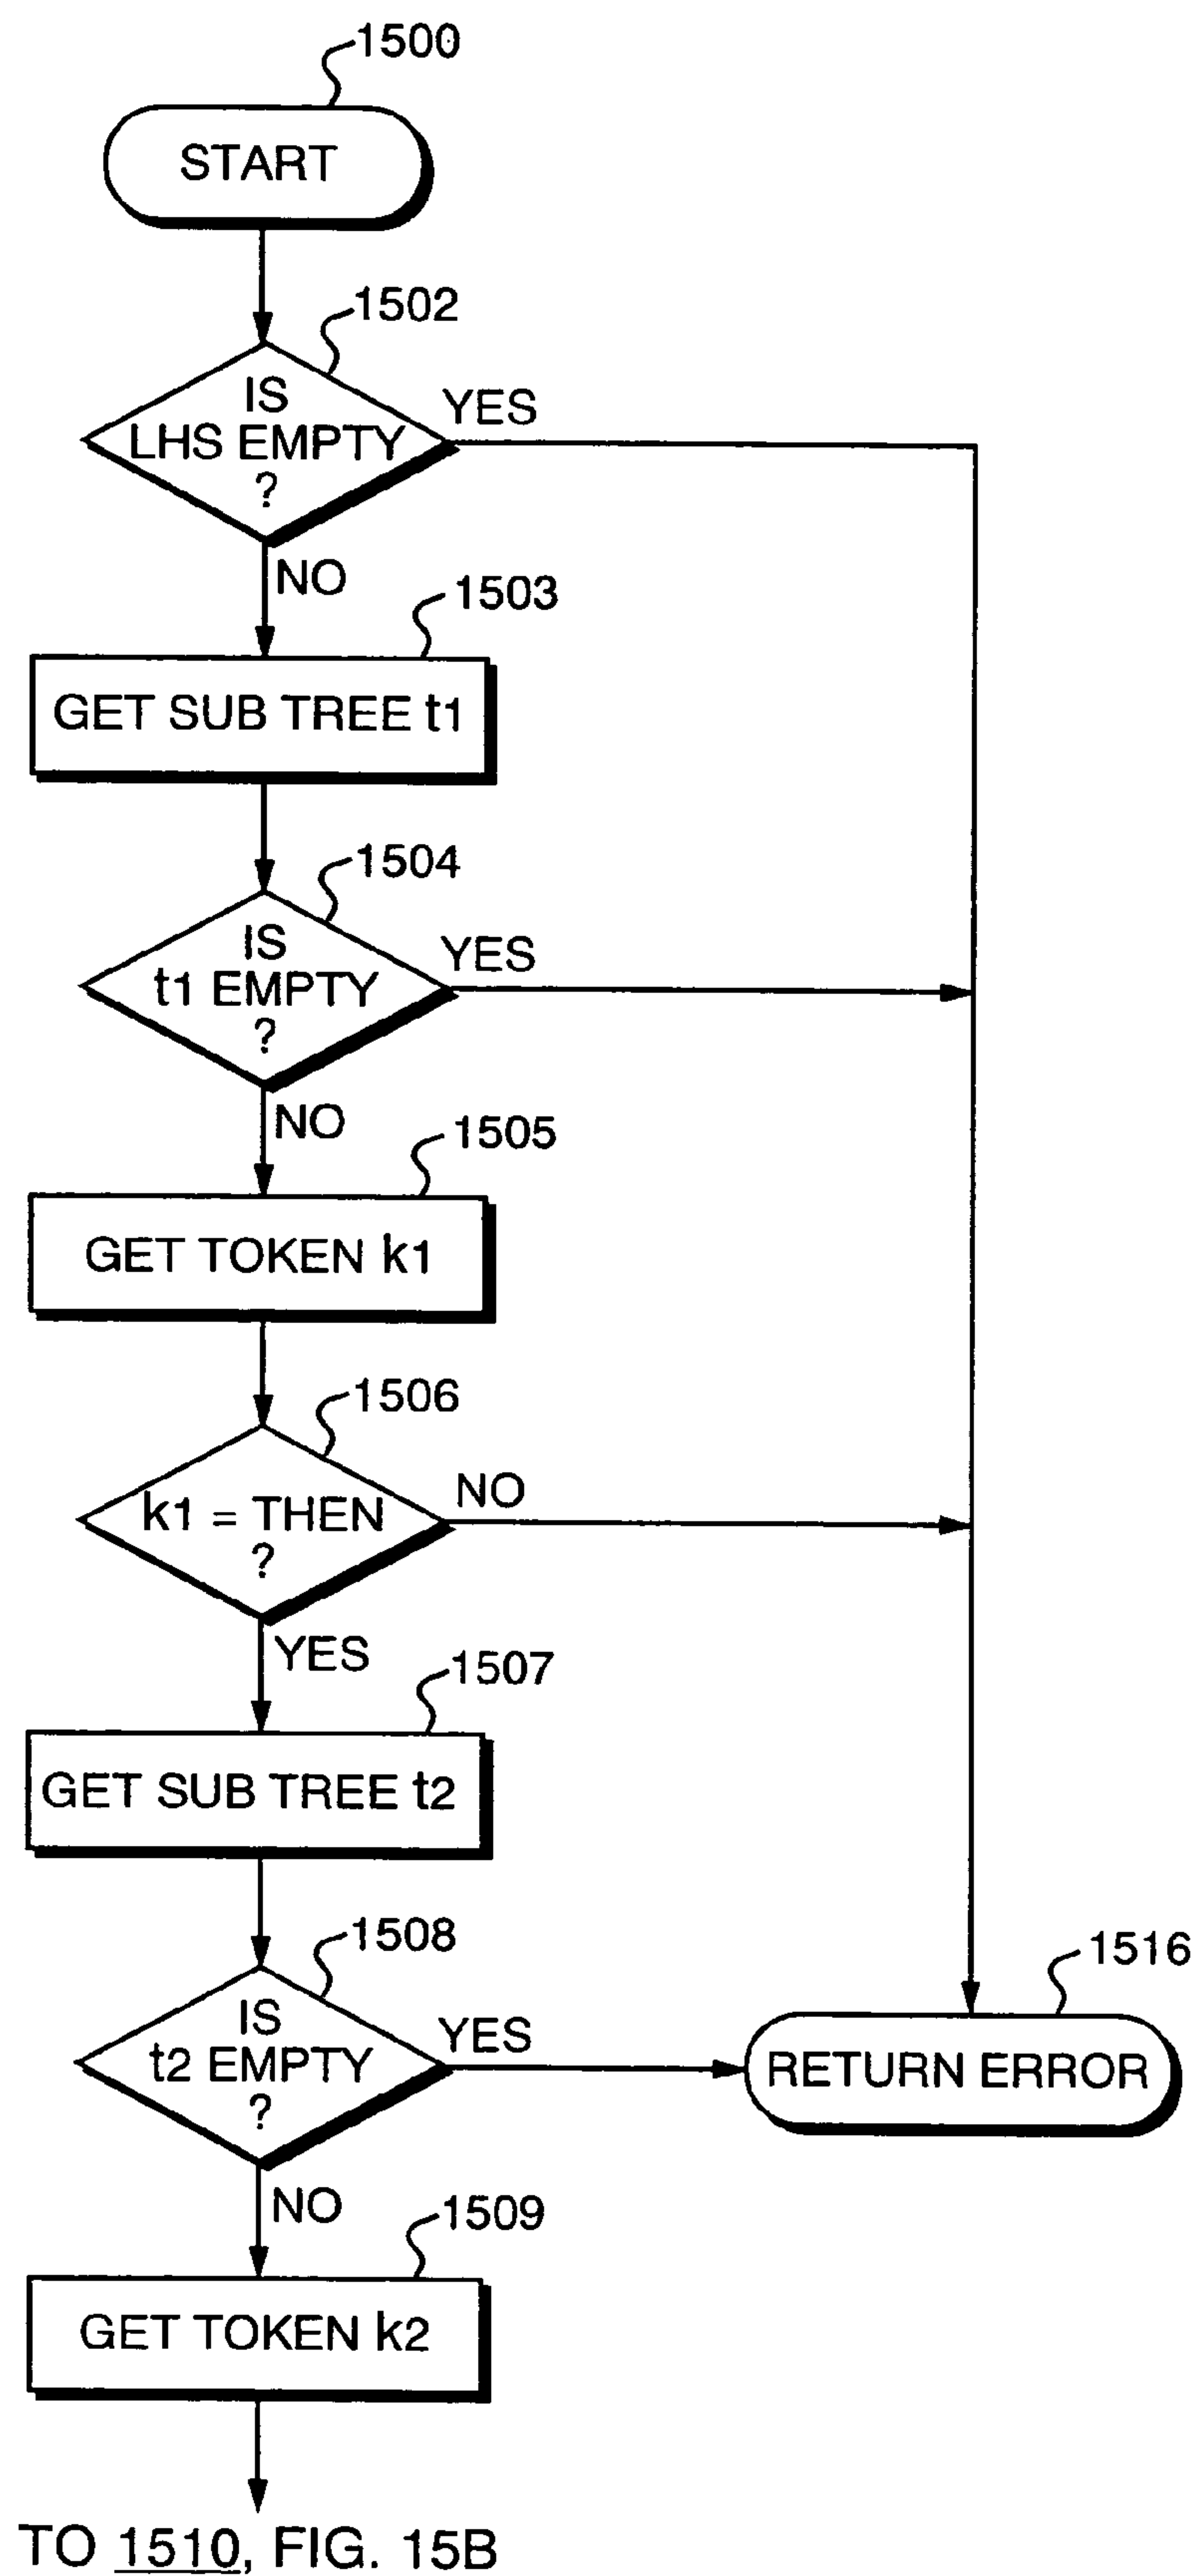 1500
START
1502
IS
LHS EMPTY
?
YES
NO
1503
GET SUB TREE t1
1504
IS
t1 EMPTY
?
YES
NO
1505
GET TOKEN k1
1506
k1 = THEN
?
NO
YES
1507
GET SUB TREE t2
1508
IS
t2 EMPTY
?
YES
1516
RETURN ERROR
NO
1509
GET TOKEN k2
TO 1510, FIG. 15B